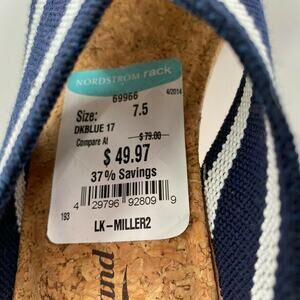 NORDSTROM rack
69966 4/2014
Size: 7.5
DKBLUE 17
Compare At $ 79.00
$ 49.97
37% Savings
193
4 29796 92809 9
LK-MILLER2
and